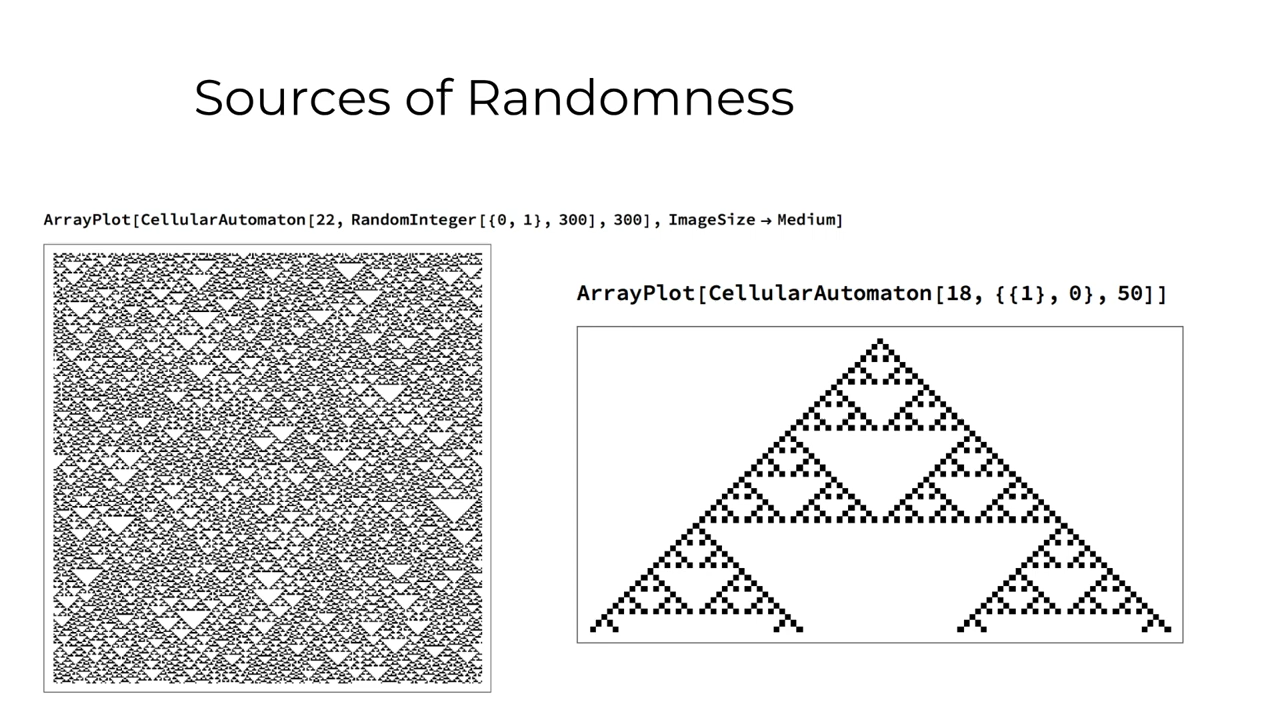 Sources of Randomness
ArrayPlot[CellularAutomaton[22, RandomInteger[{0, 1}, 300], 300], ImageSize → Medium]
ArrayPlot[CellularAutomaton[18, {{1}, 0}, 50]]